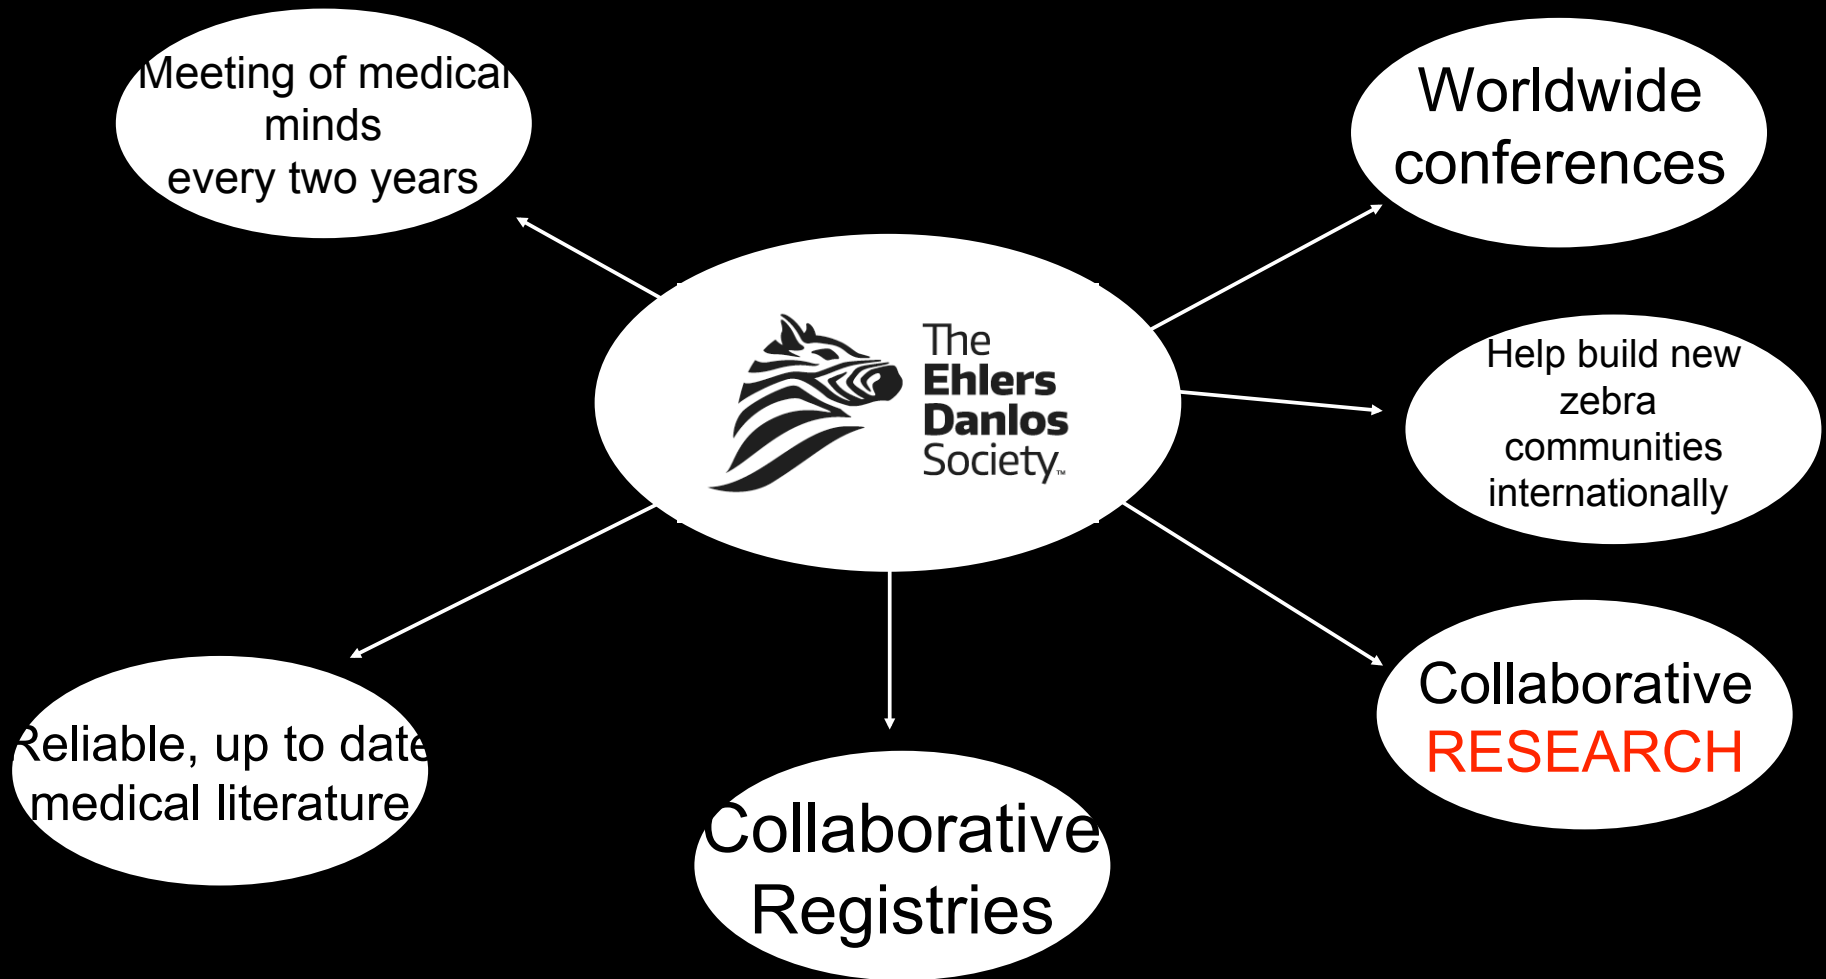 Meeting of medical
minds
every two years
Worldwide
conferences
The
Ehlers
Danlos
Society™
Help build new
zebra
communities
internationally
Collaborative
RESEARCH
Reliable, up to date
medical literature
Collaborative
Registries